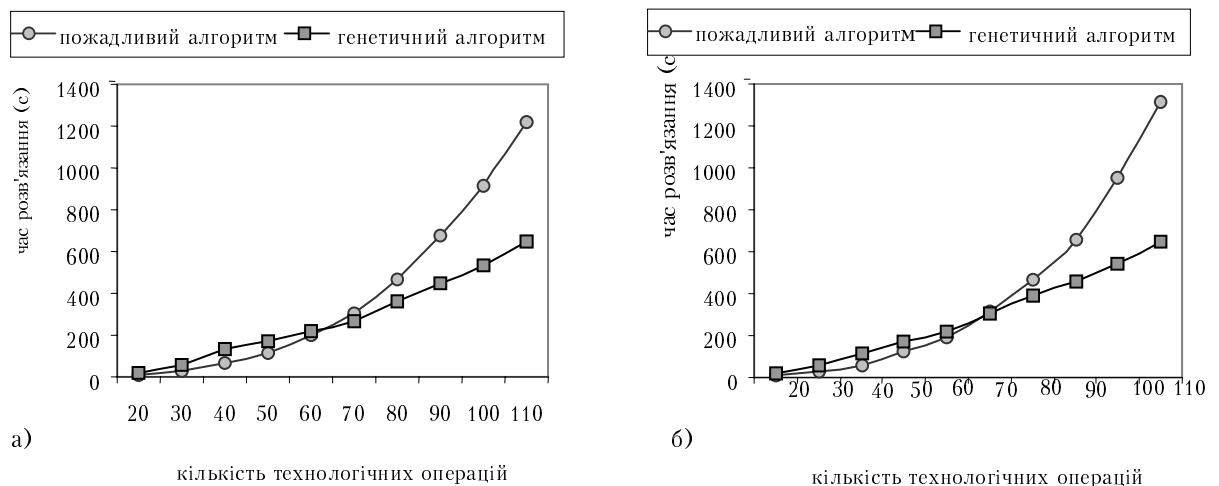 пожадливий алгоритм генетичний алгоритм
час розв'язання (с)
1400
1200
1000
800
600
400
200
0
20 30 40 50 60 70 80 90 100 110
а)
кількість технологічних операцій
пожадливий алгоритм генетичний алгоритм
час розв'язання (с
1400
1200
1000
800
600
400
200
0
20 30 40 50 60 70 80 90 100 110
б)
кількість технологічних операцій